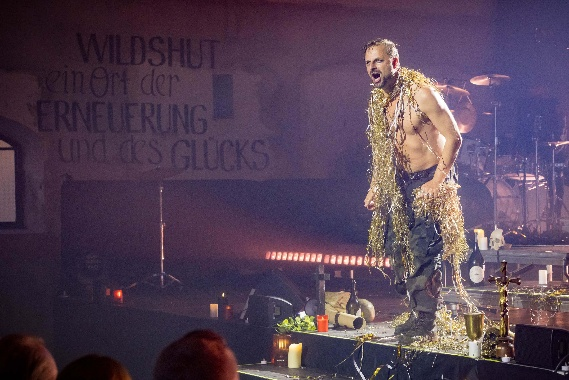 WILDSHUT
ein Ort der
ERNEUERUNG
und des GLÜCKS